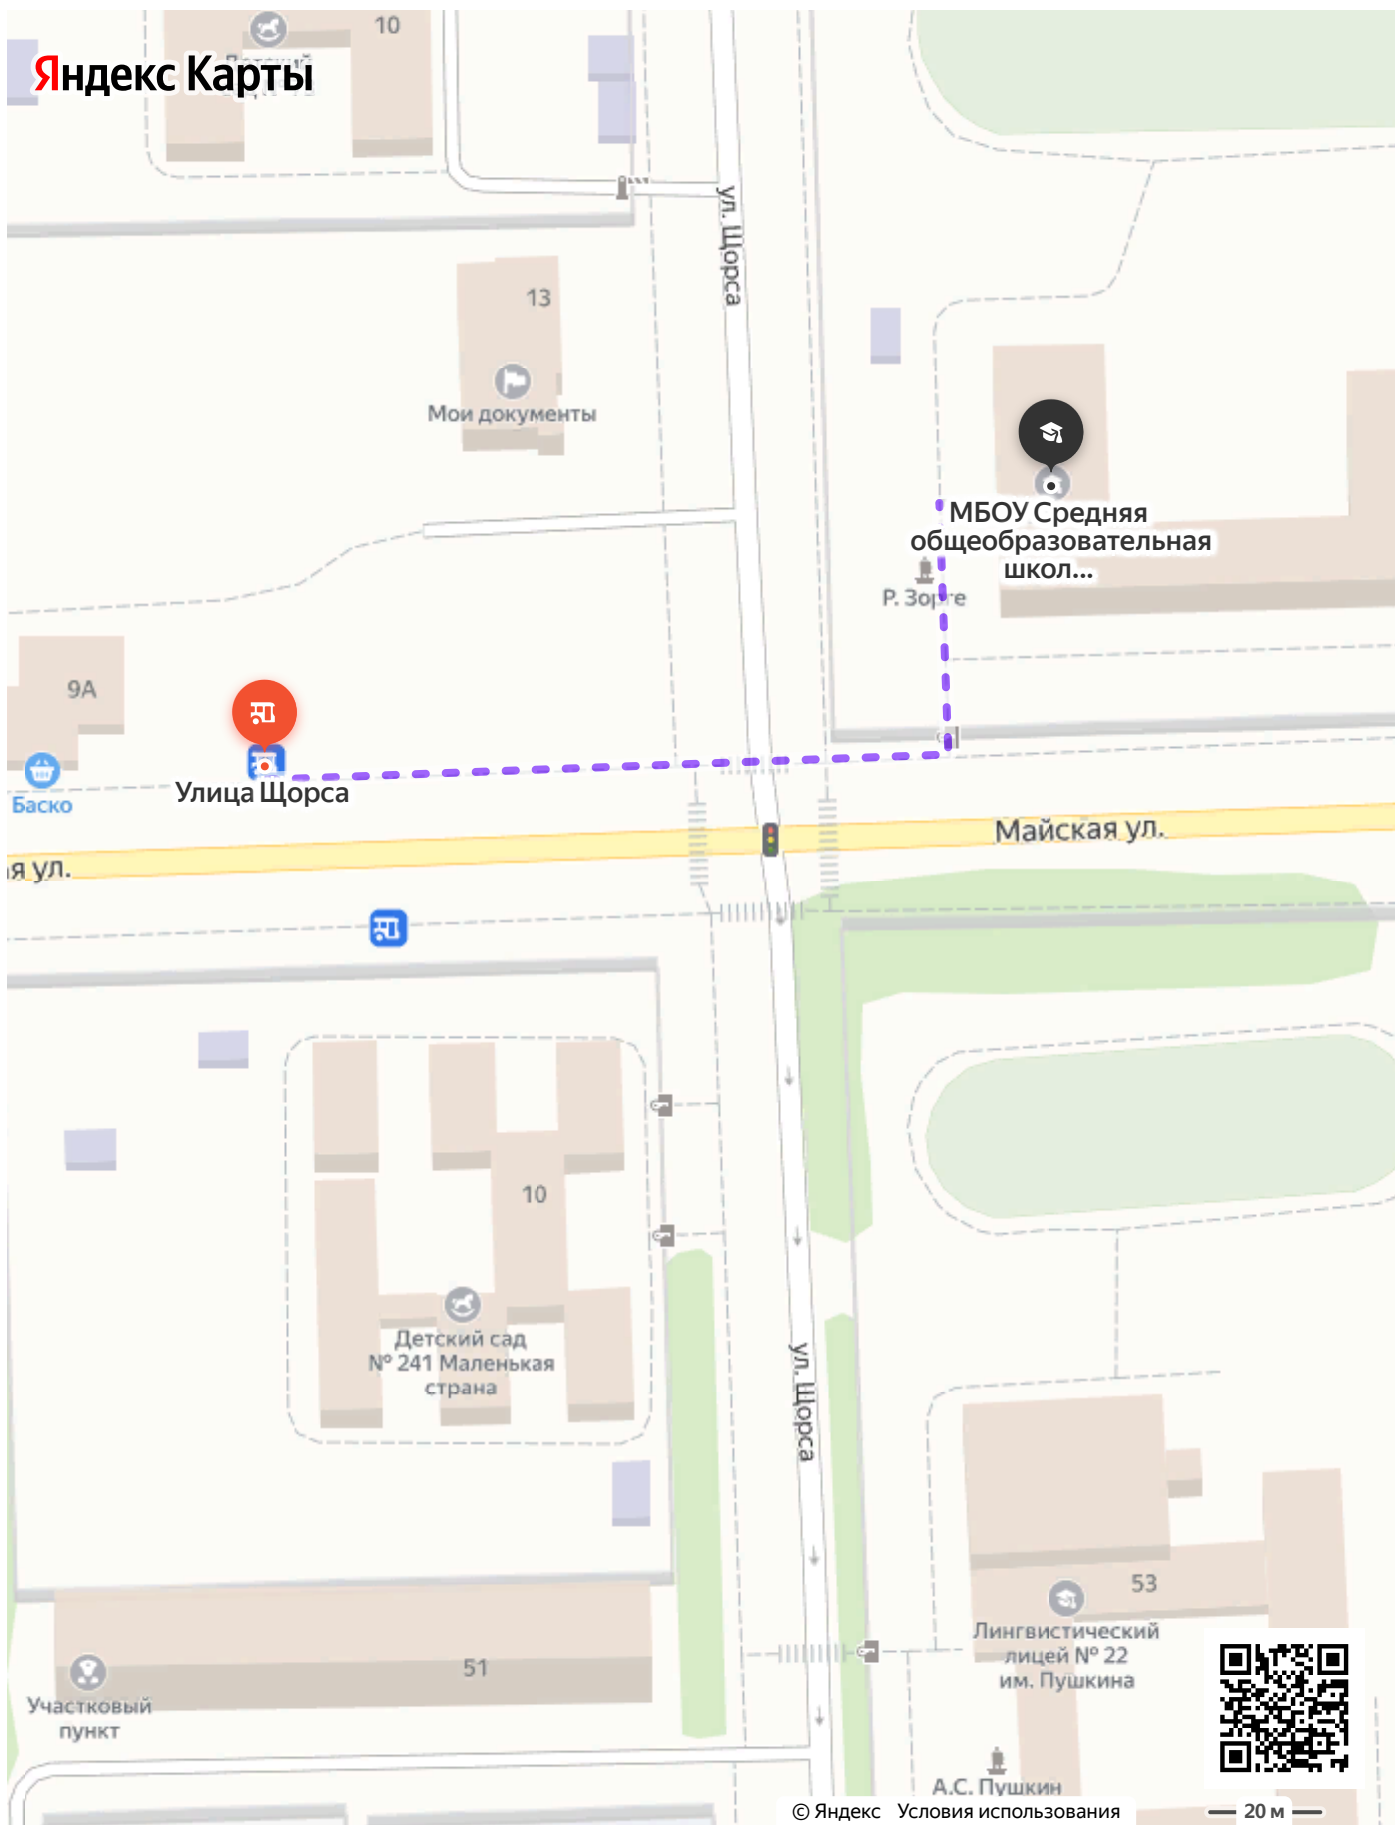 10
Яндекс Карты
ул. Щорса
13
Мои документы
МБОУ Средняя
общеобразовательная
школ...
Р. Зорге
9А
Улица Щорса
Баско
Майская ул.
ая ул.
10
Детский сад
№ 241 Маленькая
страна
ул. Щорса
53
Лингвистический
лицей № 22
им. Пушкина
51
Участковый
пункт
А.С. Пушкин
© Яндекс Условия использования
20 м